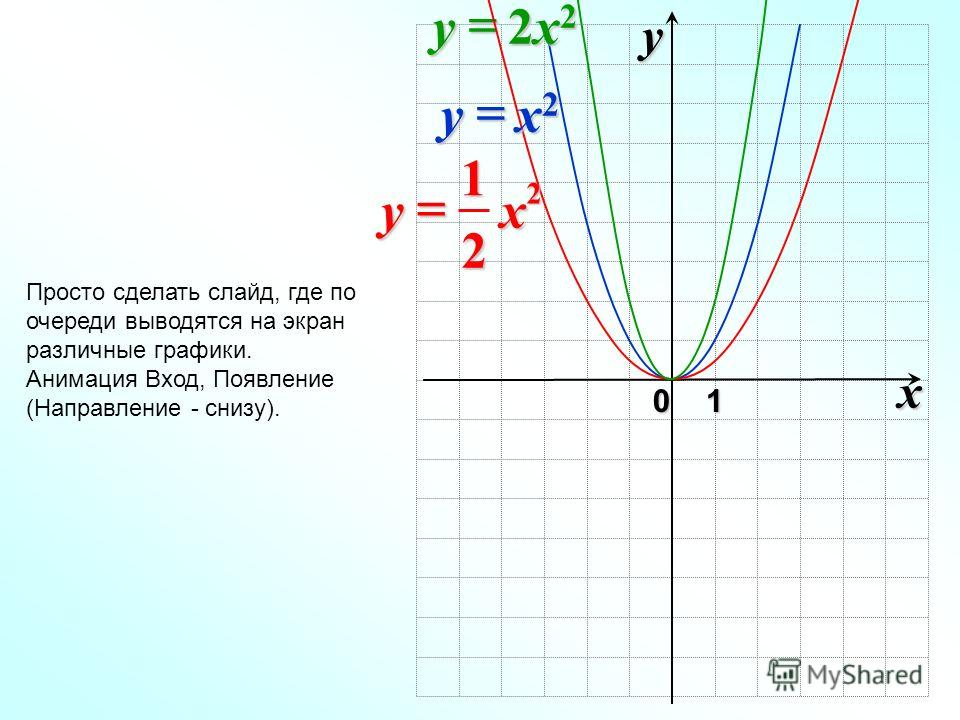 y = 2x²
y
y = x²
y = 1/2 x²
Просто сделать слайд, где по
очереди выводятся на экран
различные графики.
Анимация Вход, Появление
(Направление - снизу).
0 1 x
MyShared